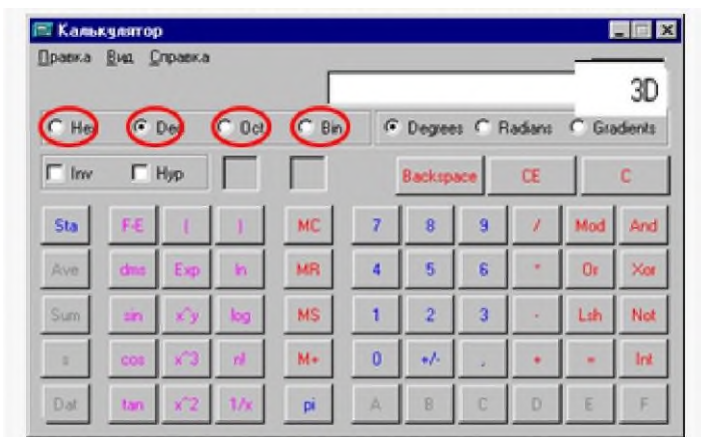 Калькулятор
Правка Вид Справка
3D
Hex Dec Oct Bin Degrees Radians Gradients
Inv Hyp Backspace CE C
Sta F-E ( ) MC 7 8 9 / Mod And
Ave dms Exp ln MR 4 5 6 * Or Xor
Sum sin x^y log MS 1 2 3 - Lsh Not
s cos x^3 n! M+ 0 +/- , + = Int
Dat tan x^2 1/x pi A B C D E F